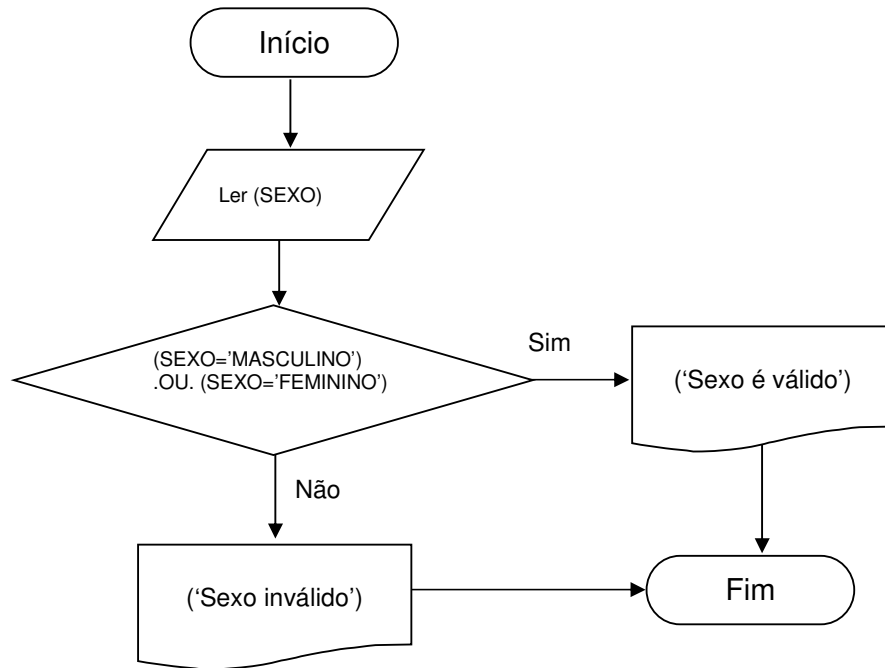 Início
Ler (SEXO)
(SEXO='MASCULINO')
.OU. (SEXO='FEMININO')
Sim
(‘Sexo é válido’)
Não
(‘Sexo inválido’)
Fim